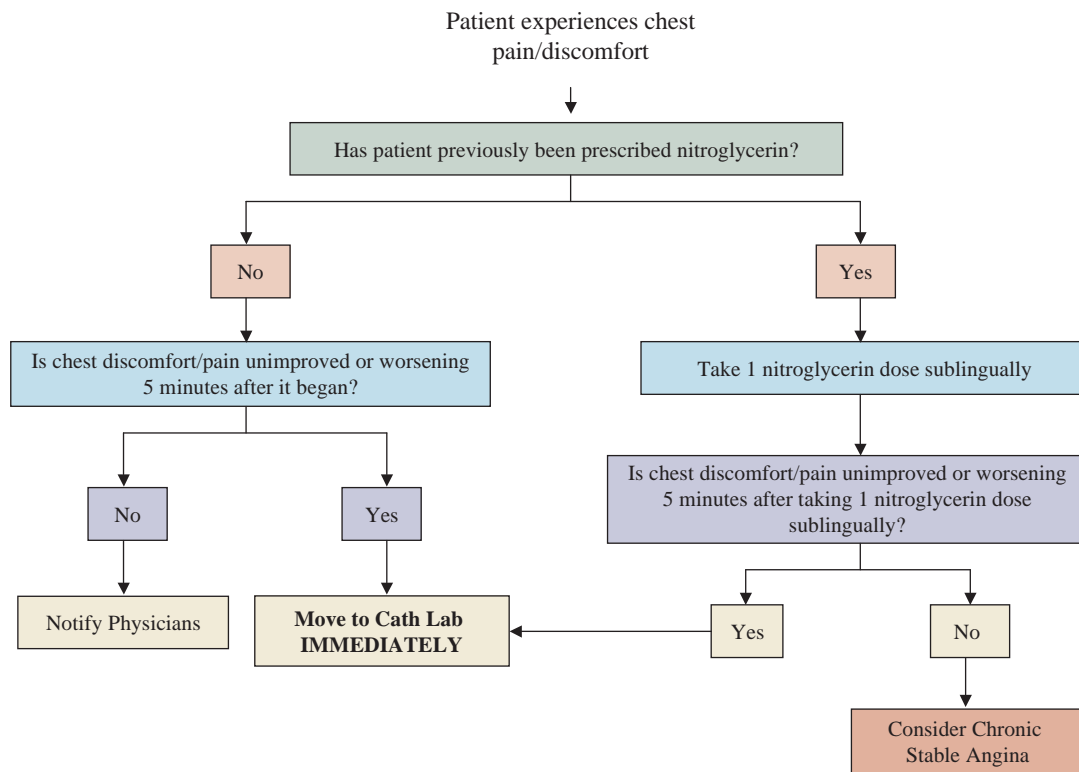 Patient experiences chest
pain/discomfort
Has patient previously been prescribed nitroglycerin?
No
Yes
Is chest discomfort/pain unimproved or worsening
5 minutes after it began?
Take 1 nitroglycerin dose sublingually
No
Yes
Is chest discomfort/pain unimproved or worsening
5 minutes after taking 1 nitroglycerin dose
sublingually?
Notify Physicians
Move to Cath Lab
IMMEDIATELY
Yes
No
Consider Chronic
Stable Angina